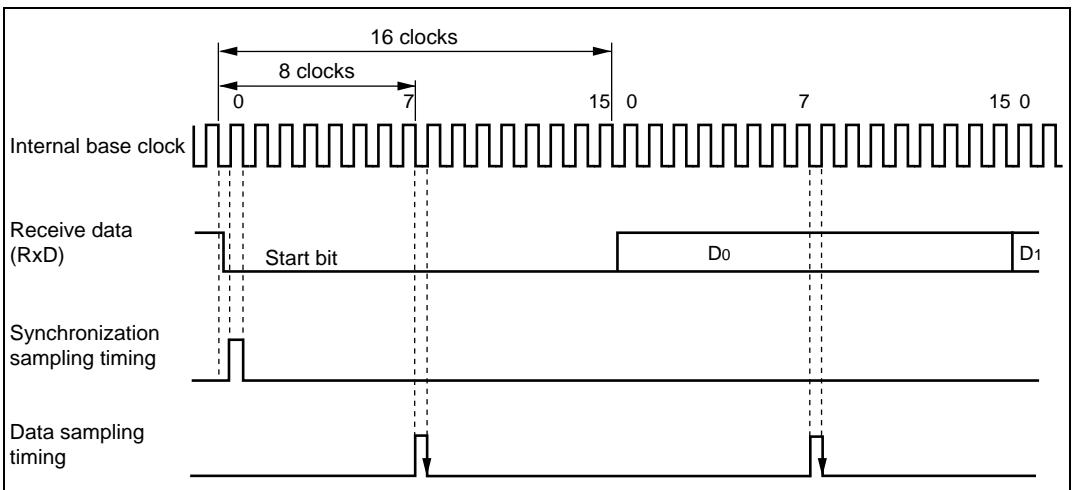 16 clocks
8 clocks
0 7 15 0 7 15 0
Internal base clock
Receive data
(RxD)
Start bit
D0
D1
Synchronization
sampling timing
Data sampling
timing